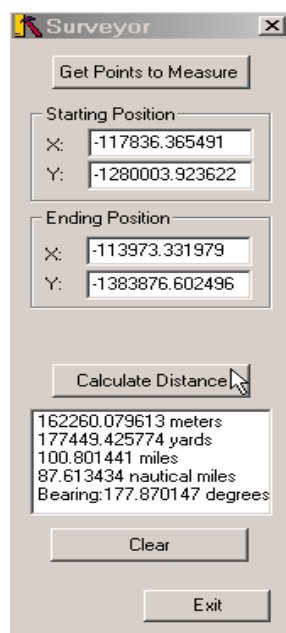 Surveyor
Get Points to Measure
Starting Position
X: -117836.365491
Y: -1280003.923622
Ending Position
X: -113973.331979
Y: -1383876.602496
Calculate Distance
162260.079613 meters
177449.425774 yards
100.801441 miles
87.613434 nautical miles
Bearing:177.870147 degrees
Clear
Exit